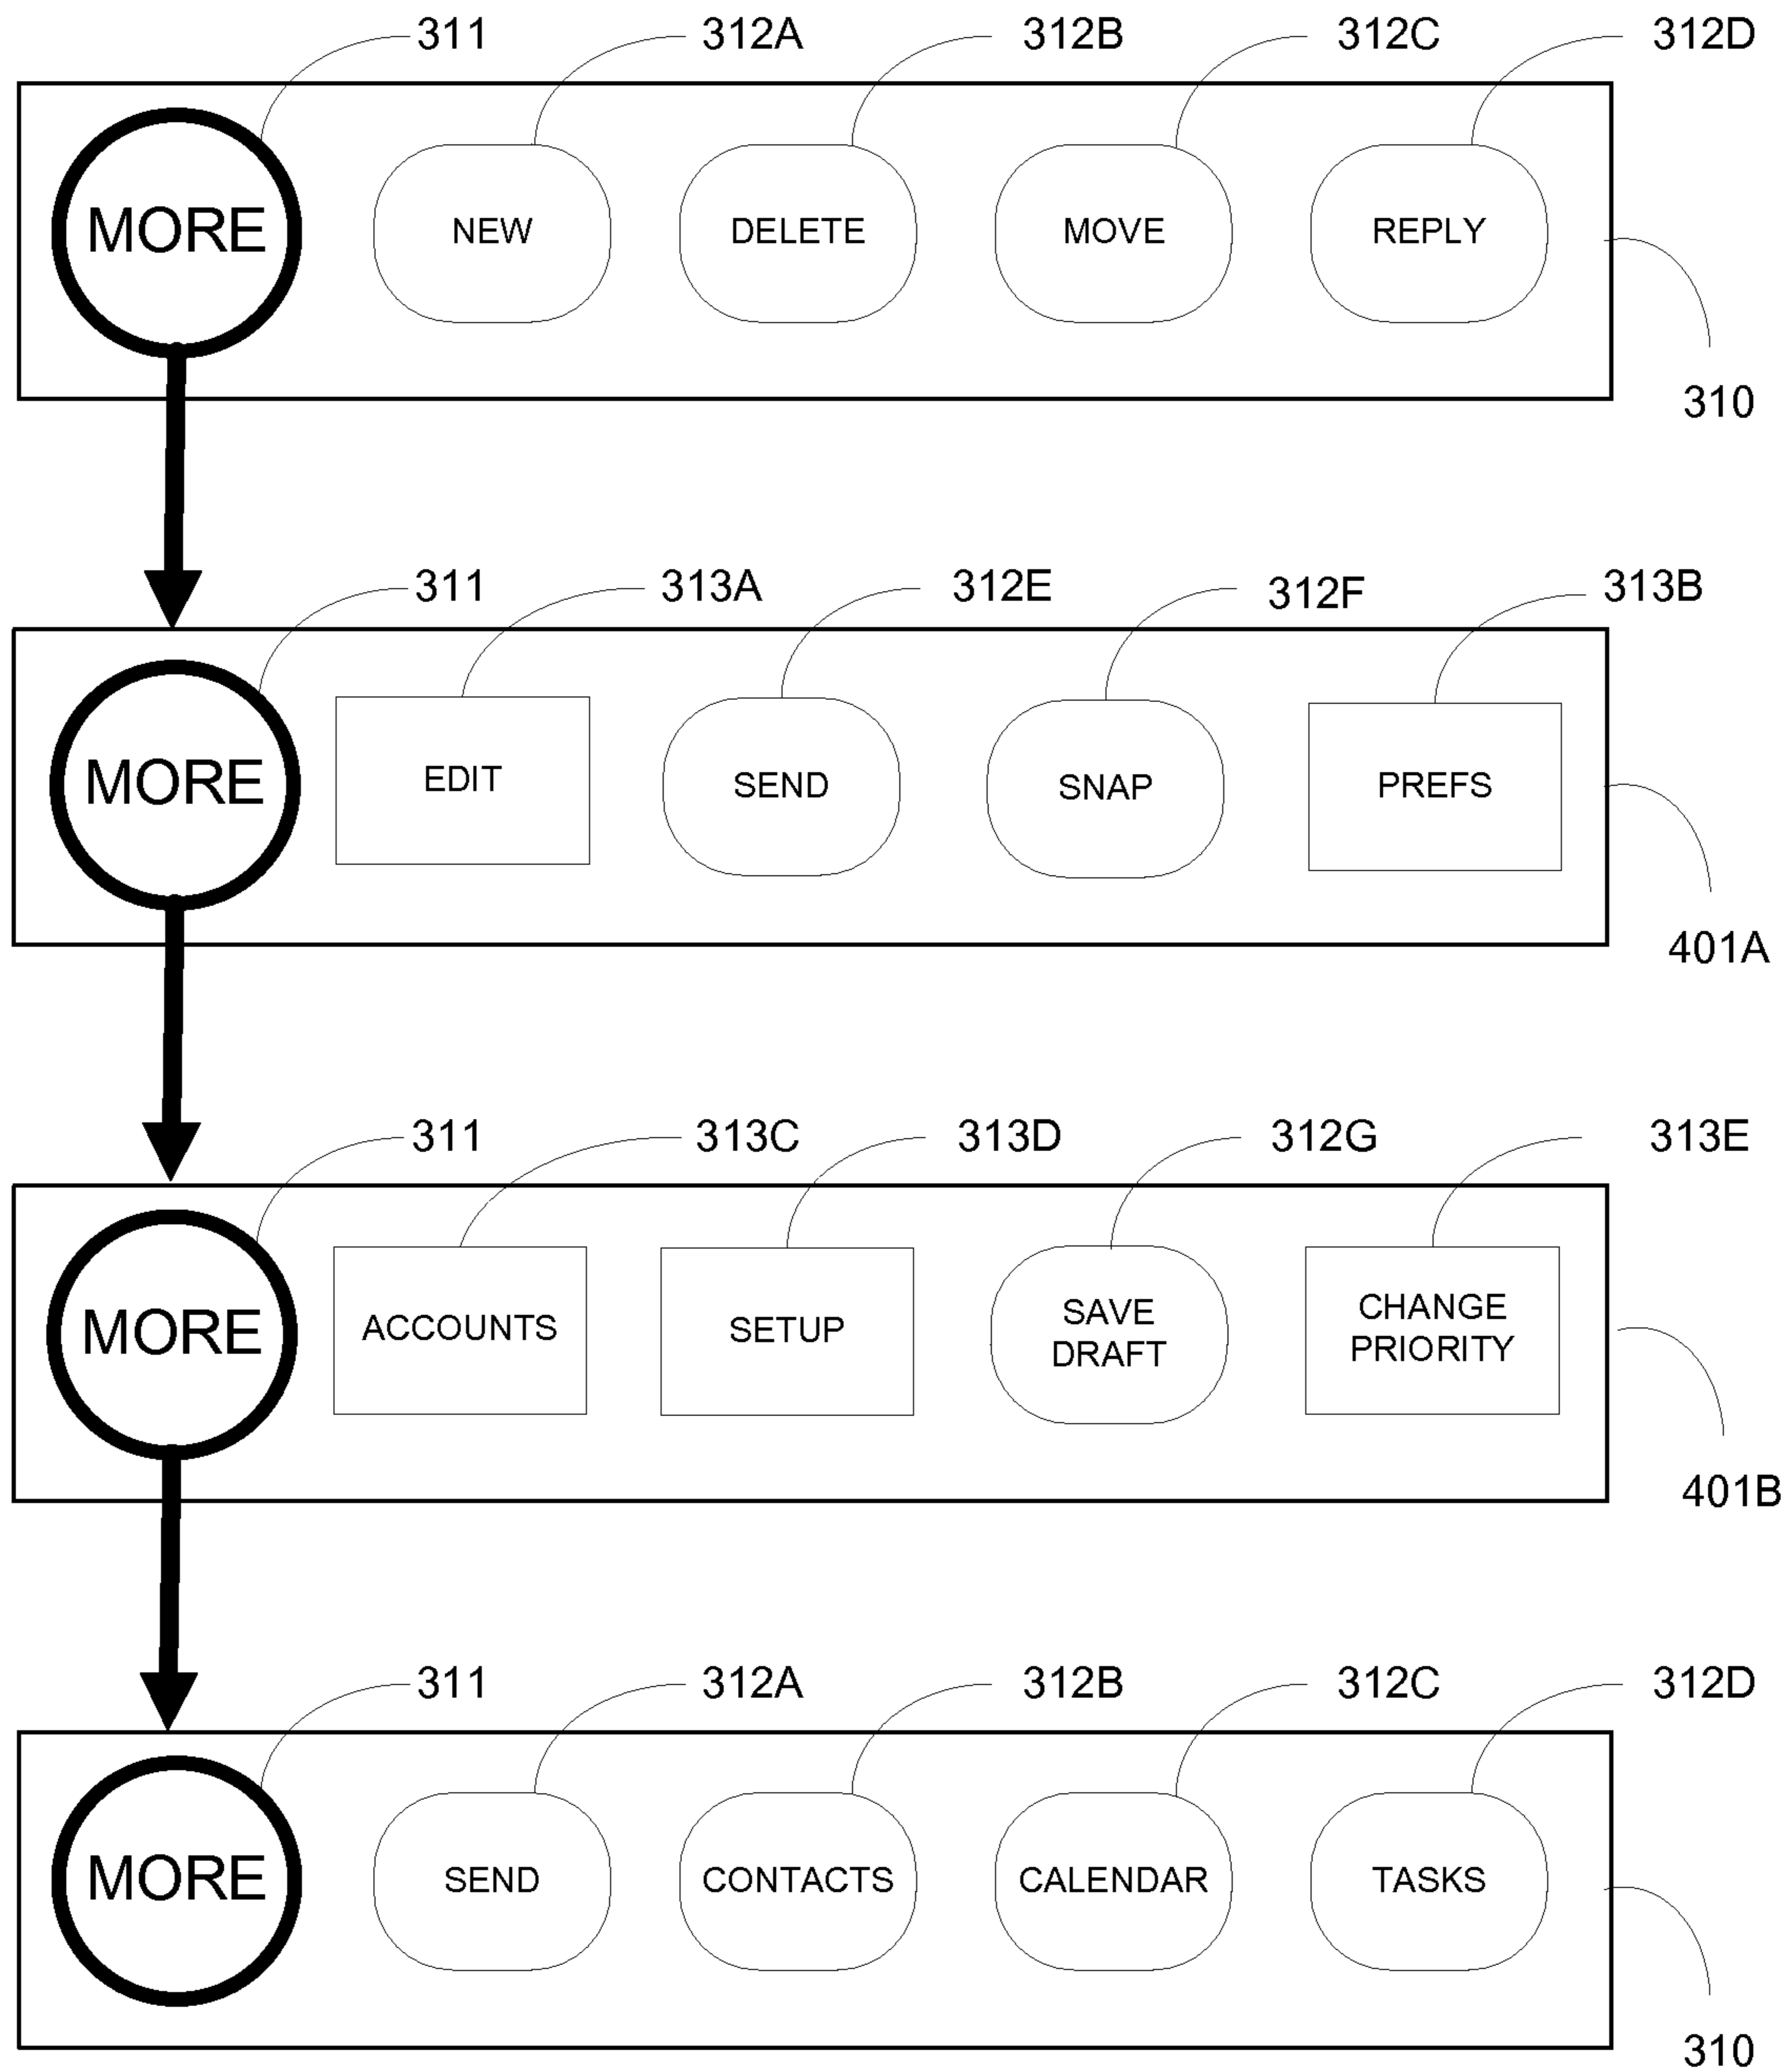 311 312A 312B 312C 312D
MORE NEW DELETE MOVE REPLY
310
311 313A 312E 312F 313B
MORE EDIT SEND SNAP PREFS
401A
311 313C 313D 312G 313E
MORE ACCOUNTS SETUP SAVE DRAFT CHANGE PRIORITY
401B
311 312A 312B 312C 312D
MORE SEND CONTACTS CALENDAR TASKS
310